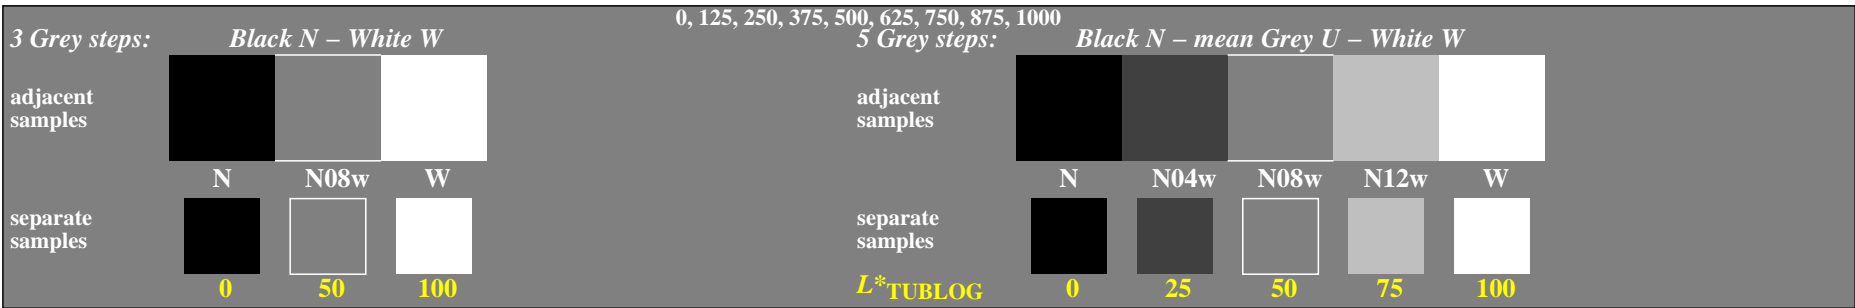 0, 125, 250, 375, 500, 625, 750, 875, 1000
3 Grey steps: Black N – White W
adjacent
samples
N N08w W
separate
samples
0 50 100
5 Grey steps: Black N – mean Grey U – White W
adjacent
samples
N N04w N08w N12w W
separate
samples
L*TUBLOG 0 25 50 75 100